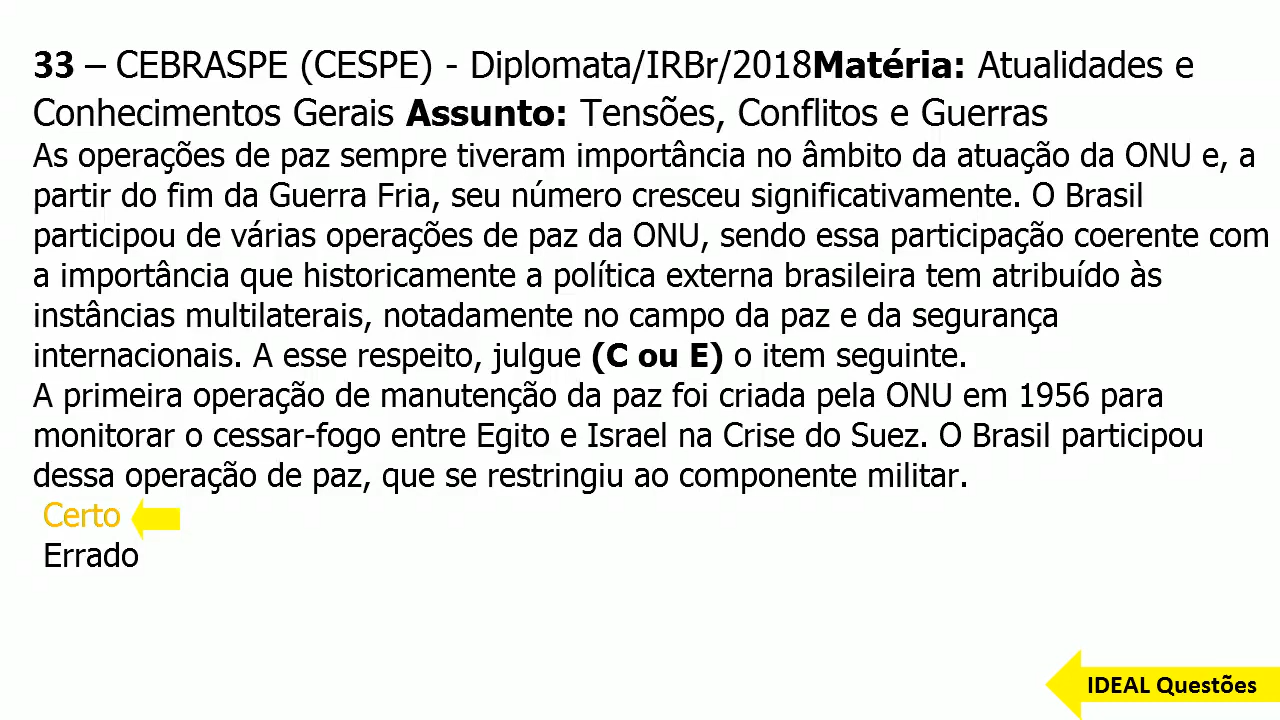 33 – CEBRASPE (CESPE) - Diplomata/IRBr/2018Matéria: Atualidades e
Conhecimentos Gerais Assunto: Tensões, Conflitos e Guerras
As operações de paz sempre tiveram importância no âmbito da atuação da ONU e, a
partir do fim da Guerra Fria, seu número cresceu significativamente. O Brasil
participou de várias operações de paz da ONU, sendo essa participação coerente com
a importância que historicamente a política externa brasileira tem atribuído às
instâncias multilaterais, notadamente no campo da paz e da segurança
internacionais. A esse respeito, julgue (C ou E) o item seguinte.
A primeira operação de manutenção da paz foi criada pela ONU em 1956 para
monitorar o cessar-fogo entre Egito e Israel na Crise do Suez. O Brasil participou
dessa operação de paz, que se restringiu ao componente militar.
Certo
Errado
IDEAL Questões